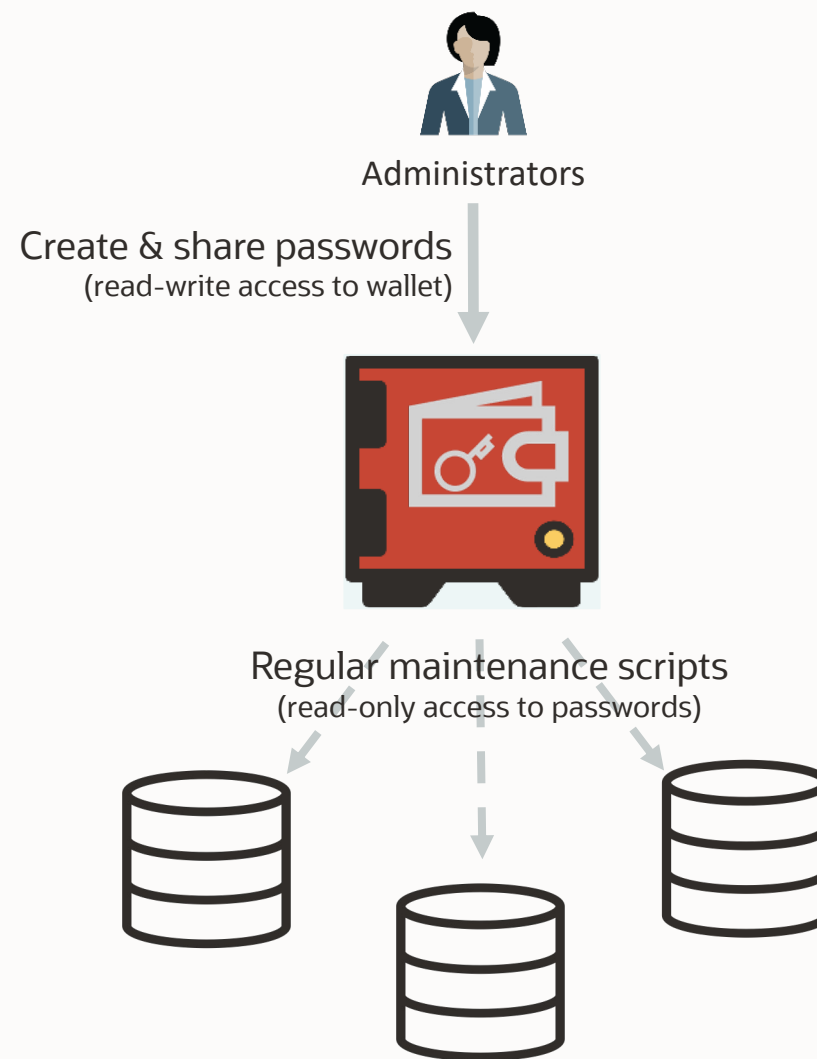 Administrators
Create & share passwords
(read-write access to wallet)
Regular maintenance scripts
(read-only access to passwords)